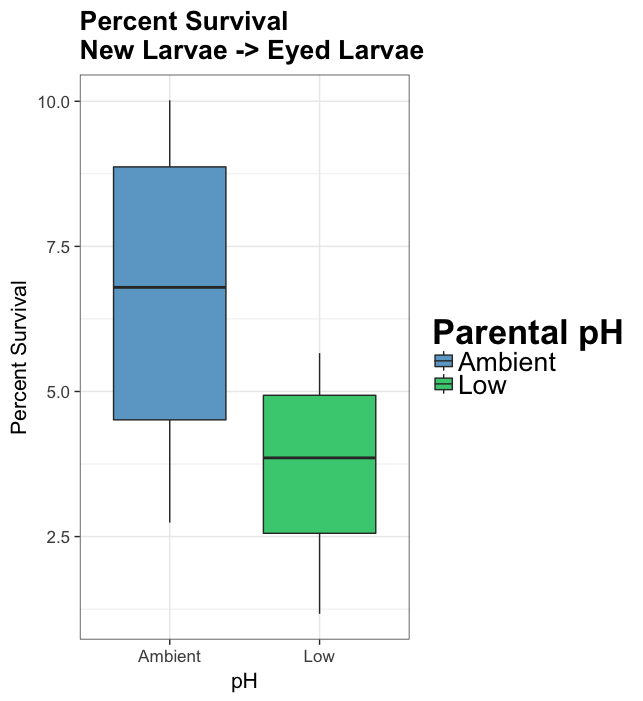 Percent Survival
New Larvae -> Eyed Larvae
10.0
7.5
5.0
2.5
Percent Survival
Ambient
Low
pH
Parental pH
Ambient
Low